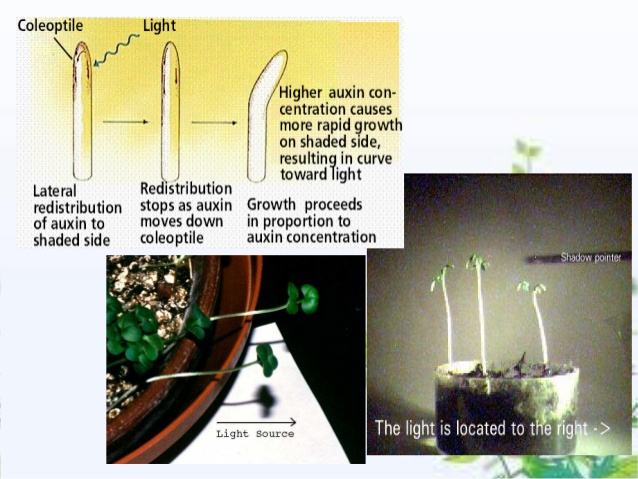 Coleoptile
Light
Higher auxin con-
centration causes
more rapid growth
on shaded side,
resulting in curve
toward light
Lateral
redistribution
of auxin to
shaded side
Redistribution
stops as auxin
moves down
coleoptile
Growth proceeds
in proportion to
auxin concentration
Shadow pointer
Light Source
The light is located to the right ->